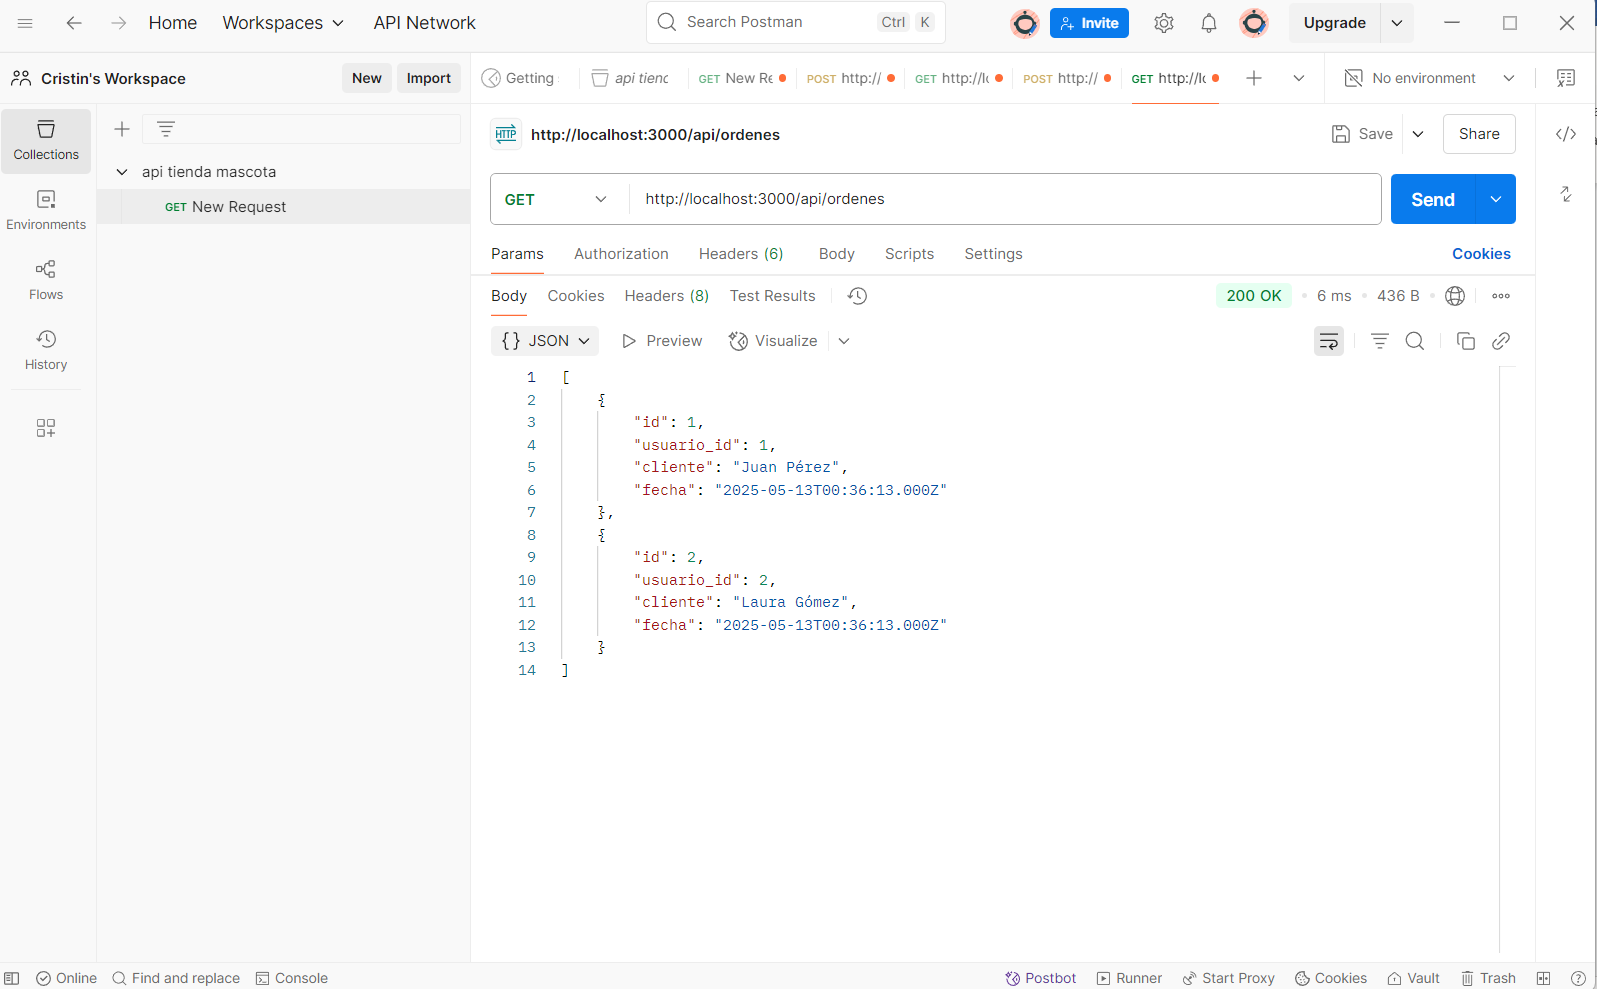 Home Workspaces API Network Search Postman Ctrl K Invite Upgrade
Cristin's Workspace New Import Getting api tienc GET New Re POST http:// GET http://lo POST http:// GET http://lo No environment
Collections
Environments
Flows
History
api tienda mascota
GET New Request
HTTP http://localhost:3000/api/ordenes Save Share
GET http://localhost:3000/api/ordenes Send
Params Authorization Headers (6) Body Scripts Settings Cookies
Body Cookies Headers (8) Test Results 200 OK 6 ms 436 B
{} JSON Preview Visualize
1 [
2 {
3 "id": 1,
4 "usuario_id": 1,
5 "cliente": "Juan Pérez",
6 "fecha": "2025-05-13T00:36:13.000Z"
7 },
8 {
9 "id": 2,
10 "usuario_id": 2,
11 "cliente": "Laura Gómez",
12 "fecha": "2025-05-13T00:36:13.000Z"
13 }
14 ]
Online Find and replace Console Postbot Runner Start Proxy Cookies Vault Trash